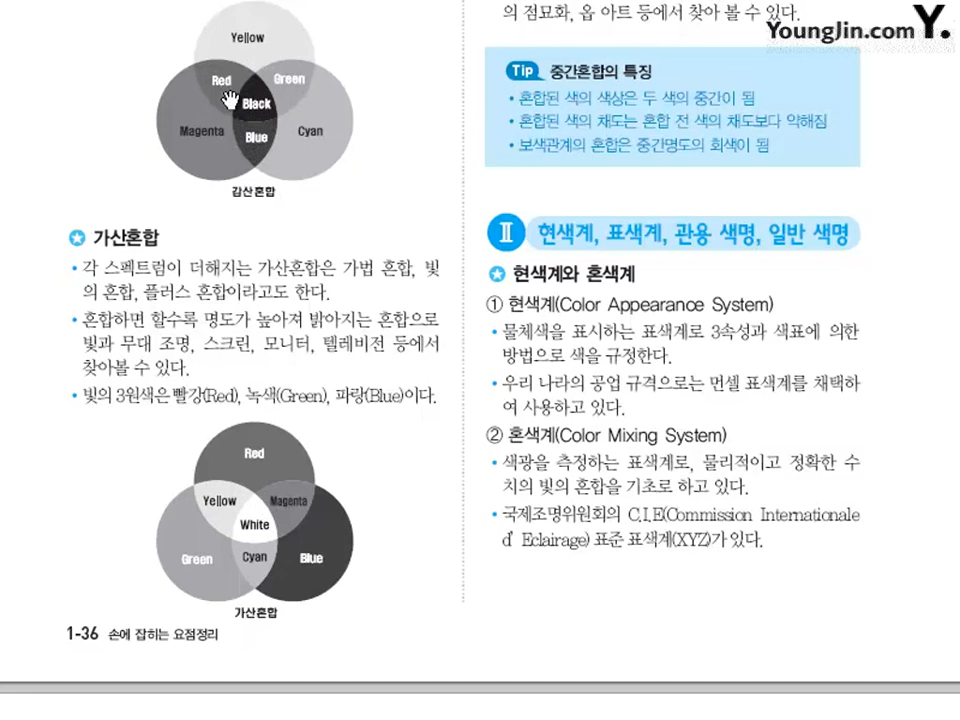 Yellow
Red
Green
Black
Magenta
Blue
Cyan
감산혼합
가산혼합
• 각 스펙트럼이 더해지는 가산혼합은 가법 혼합, 빛
의 혼합, 플러스 혼합이라고도 한다.
• 혼합하면 할수록 명도가 높아져 밝아지는 혼합으로
빛과 무대 조명, 스크린, 모니터, 텔레비전 등에서
찾아볼 수 있다.
• 빛의 3원색은 빨강(Red), 녹색(Green), 파랑(Blue)이다.
Red
Yellow
Magenta
White
Green
Cyan
Blue
가산혼합
1-36 손에 잡히는 요점정리
의 점묘화, 옵 아트 등에서 찾아 볼 수 있다.
YoungJin.com Y.
Tip 중간혼합의 특징
• 혼합된 색의 색상은 두 색의 중간이 됨
• 혼합된 색의 채도는 혼합 전 색의 채도보다 약해짐
• 보색관계의 혼합은 중간명도의 회색이 됨
Ⅱ 현색계, 표색계, 관용 색명, 일반 색명
현색계와 혼색계
① 현색계(Color Appearance System)
• 물체색을 표시하는 표색계로 3속성과 색표에 의한
방법으로 색을 규정한다.
• 우리 나라의 공업 규격으로는 먼셀 표색계를 채택하
여 사용하고 있다.
② 혼색계(Color Mixing System)
• 색광을 측정하는 표색계로, 물리적이고 정확한 수
치의 빛의 혼합을 기초로 하고 있다.
• 국제조명위원회의 C.I.E(Commission Internationale
d' Eclairage) 표준 표색계(XYZ)가 있다.